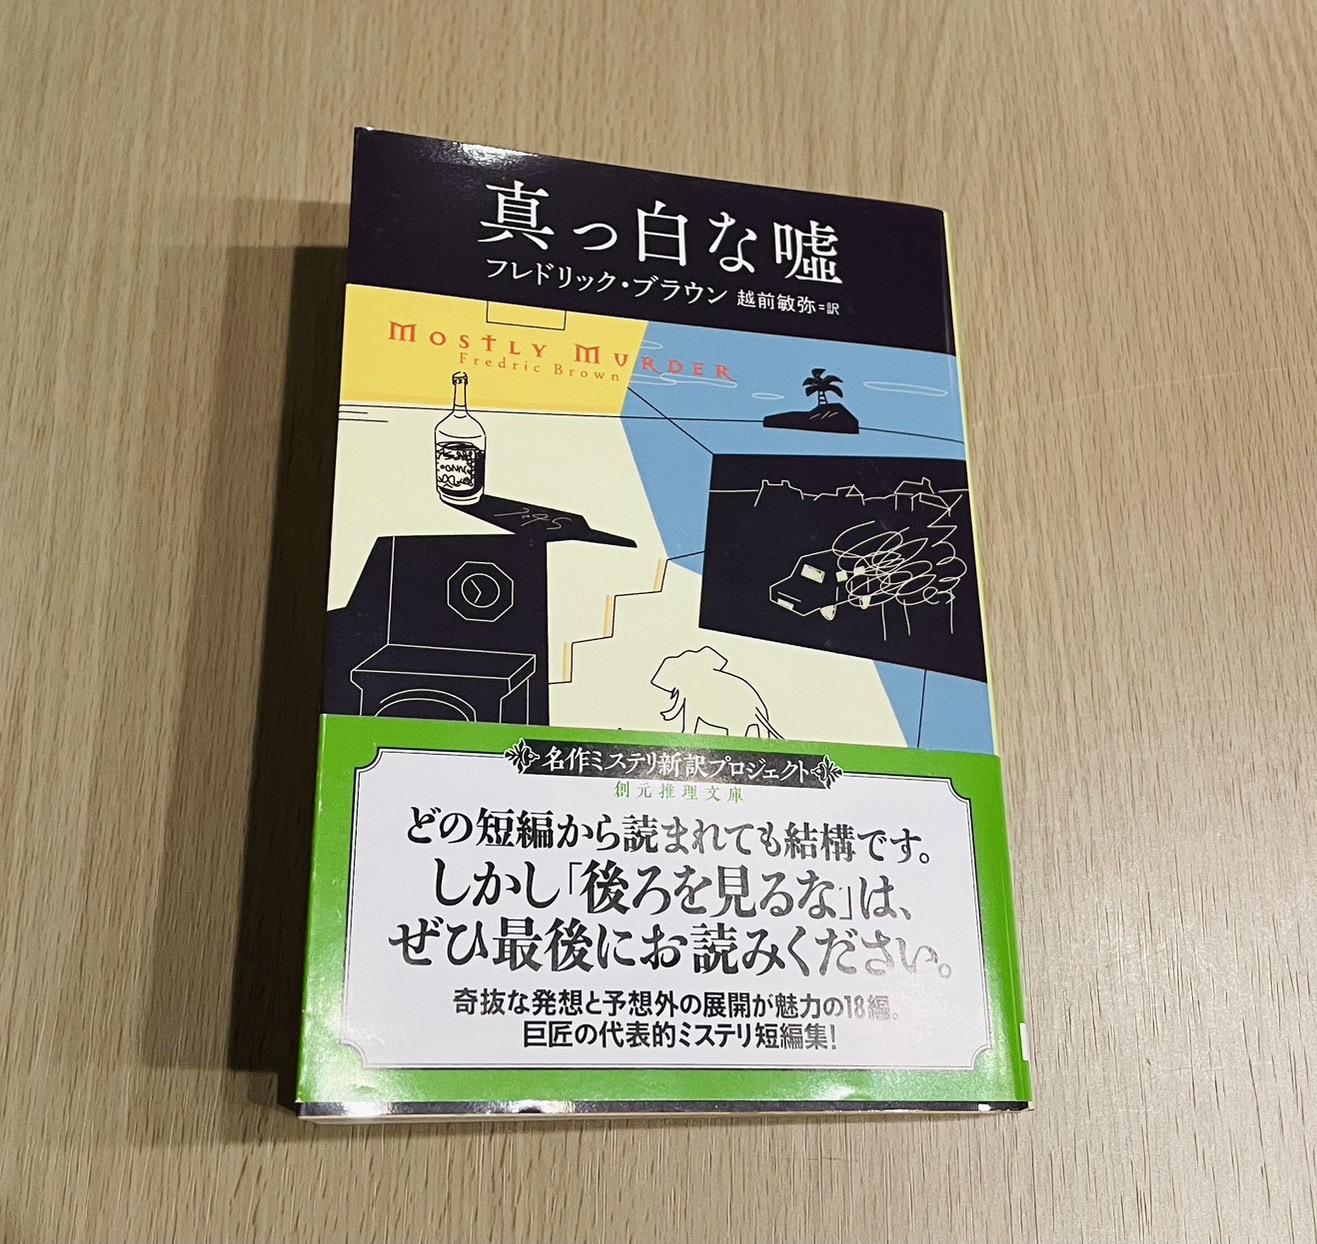 真っ白な嘘
フレドリック・ブラウン 越前敏弥=訳
MOSTLY MURDER
Fredric Brown
名作ミステリ新訳プロジェクト
創元推理文庫
どの短編から読まれても結構です。
しかし「後ろを見るな」は、
ぜひ最後にお読みください。
奇抜な発想と予想外の展開が魅力の18編。
巨匠の代表的ミステリ短編集!